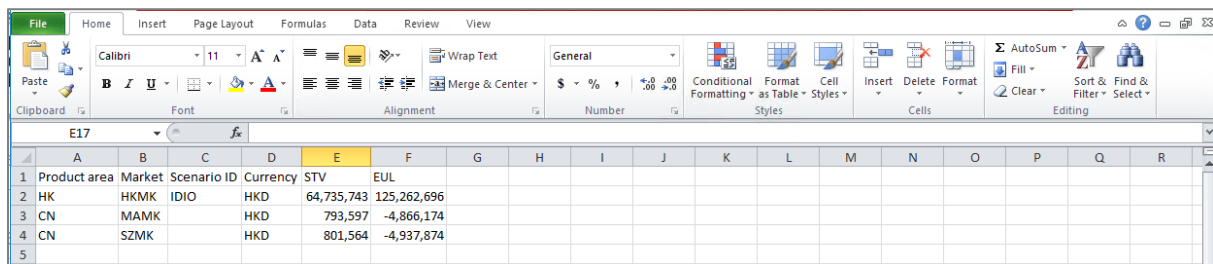 File Home Insert Page Layout Formulas Data Review View
Calibri 11 A A Wrap Text General Σ AutoSum
Fill
Paste B I U A Merge & Center $ % , .0 .00 .00 .0 Conditional Formatting Format as Table Cell Styles Insert Delete Format Clear Sort & Filter Find & Select
Clipboard Font Alignment Number Styles Cells Editing
E17 fx
A B C D E F G H I J K L M N O P Q R
1 Product area Market Scenario ID Currency STV EUL
2 HK HKMK IDIO HKD 64,735,743 125,262,696
3 CN MAMK HKD 793,597 -4,866,174
4 CN SZMK HKD 801,564 -4,937,874
5